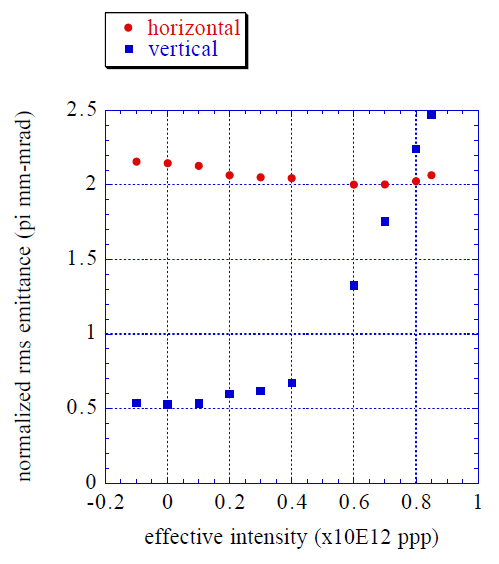 horizontal
vertical
2.5
2
1.5
1
0.5
0
-0.2 0 0.2 0.4 0.6 0.8 1
normalized rms emittance (pi mm-mrad)
effective intensity (x10E12 ppp)